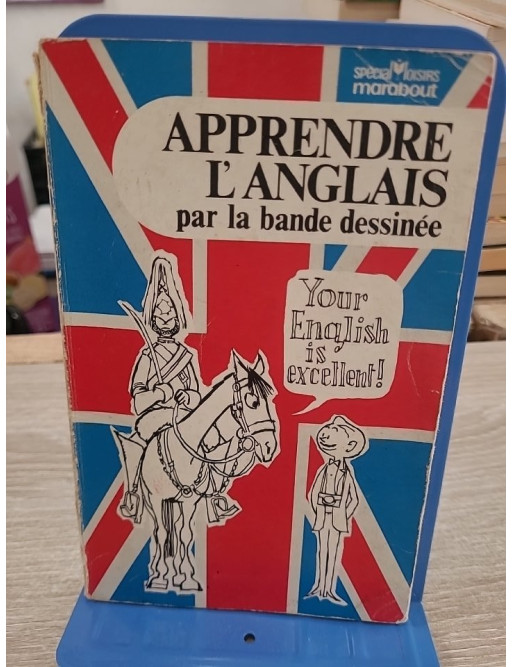 SPÉCIAL LOISIRS
marabout
APPRENDRE
L'ANGLAIS
par la bande dessinée
Your
English
is
excellent!